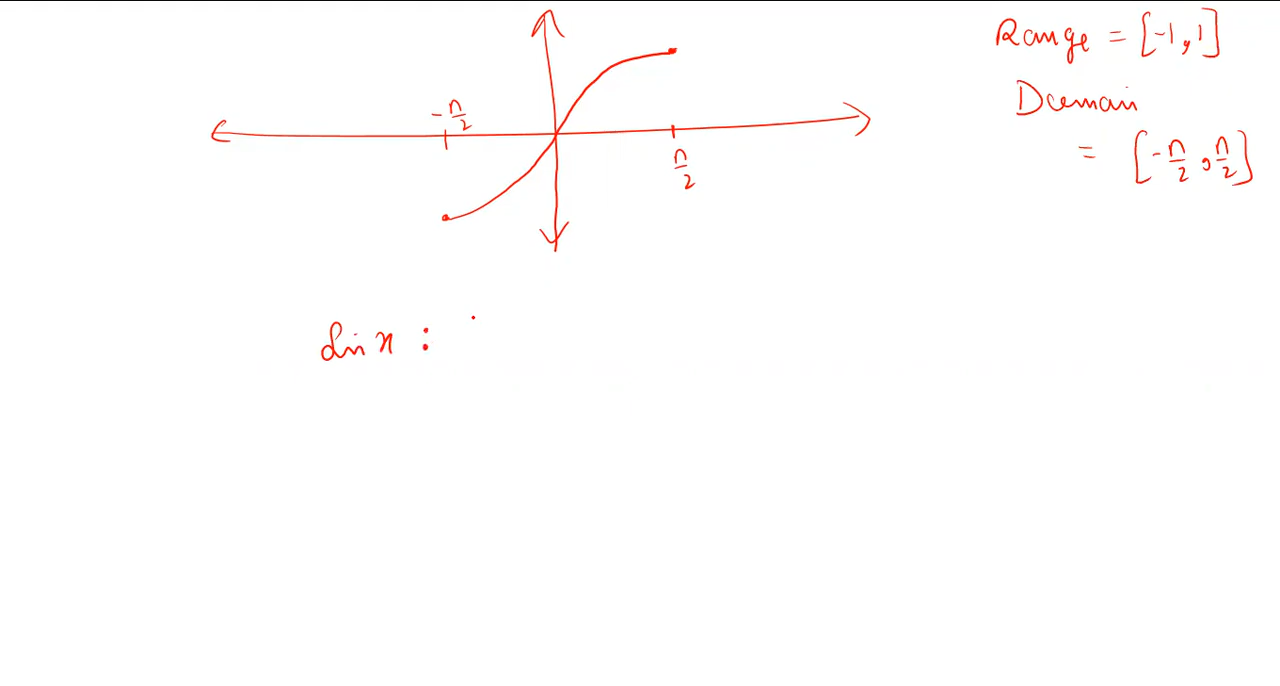 Range = [-1, 1]
Domain
= [-π/2, π/2]
-π/2
π/2
sin x :